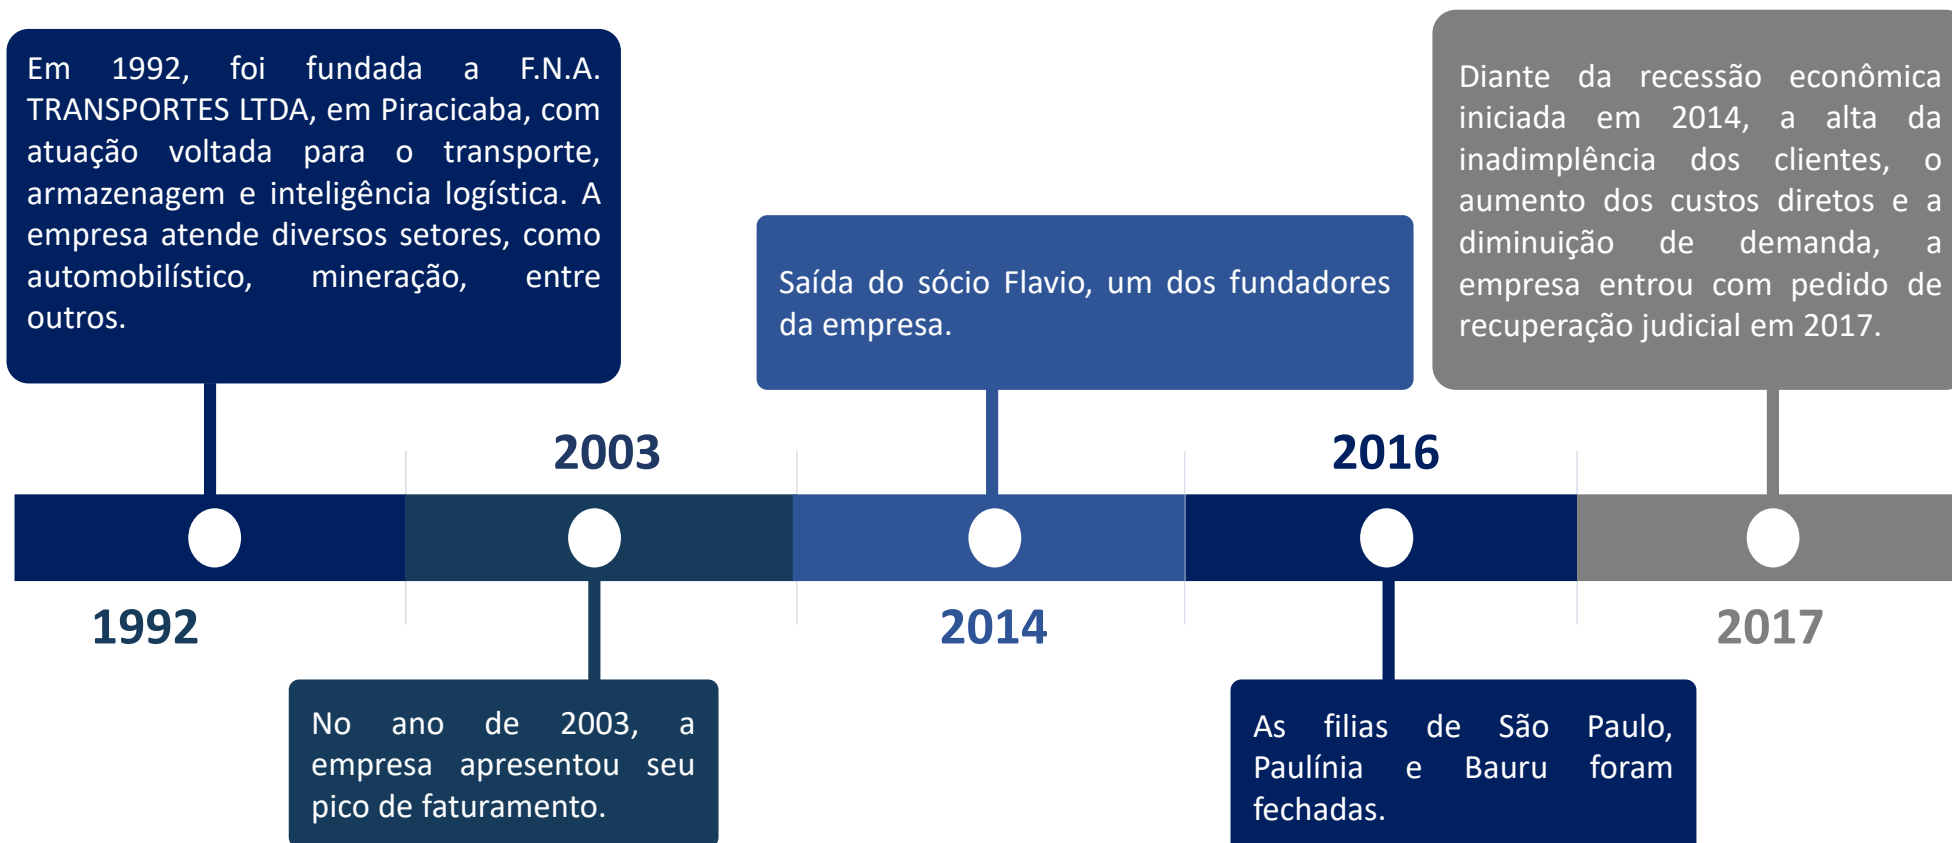 Em 1992, foi fundada a F.N.A.
TRANSPORTES LTDA, em Piracicaba, com
atuação voltada para o transporte,
armazenagem e inteligência logística. A
empresa atende diversos setores, como
automobilístico, mineração, entre
outros.
1992
2003
No ano de 2003, a
empresa apresentou seu
pico de faturamento.
Saída do sócio Flavio, um dos fundadores
da empresa.
2014
2016
As filias de São Paulo,
Paulínia e Bauru foram
fechadas.
Diante da recessão econômica
iniciada em 2014, a alta da
inadimplência dos clientes, o
aumento dos custos diretos e a
diminuição de demanda, a
empresa entrou com pedido de
recuperação judicial em 2017.
2017